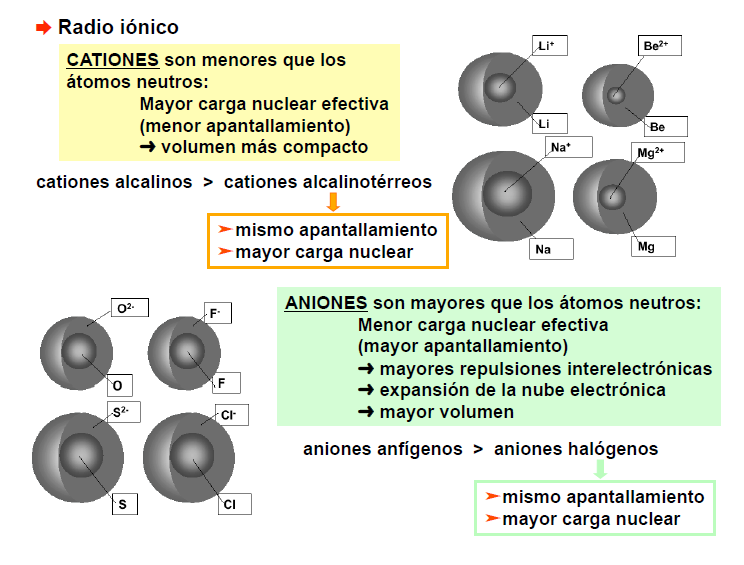 ➡ Radio iónico
CATIONES son menores que los
átomos neutros:
Mayor carga nuclear efectiva
(menor apantallamiento)
➜ volumen más compacto
cationes alcalinos > cationes alcalinotérreos
➤ mismo apantallamiento
➤ mayor carga nuclear
Li⁺
Be²⁺
Li
Be
Na⁺
Mg²⁺
Na
Mg
O²⁻
F⁻
O
F
S²⁻
Cl⁻
S
Cl
ANIONES son mayores que los átomos neutros:
Menor carga nuclear efectiva
(mayor apantallamiento)
➜ mayores repulsiones interelectrónicas
➜ expansión de la nube electrónica
➜ mayor volumen
aniones anfígenos > aniones halógenos
➤ mismo apantallamiento
➤ mayor carga nuclear